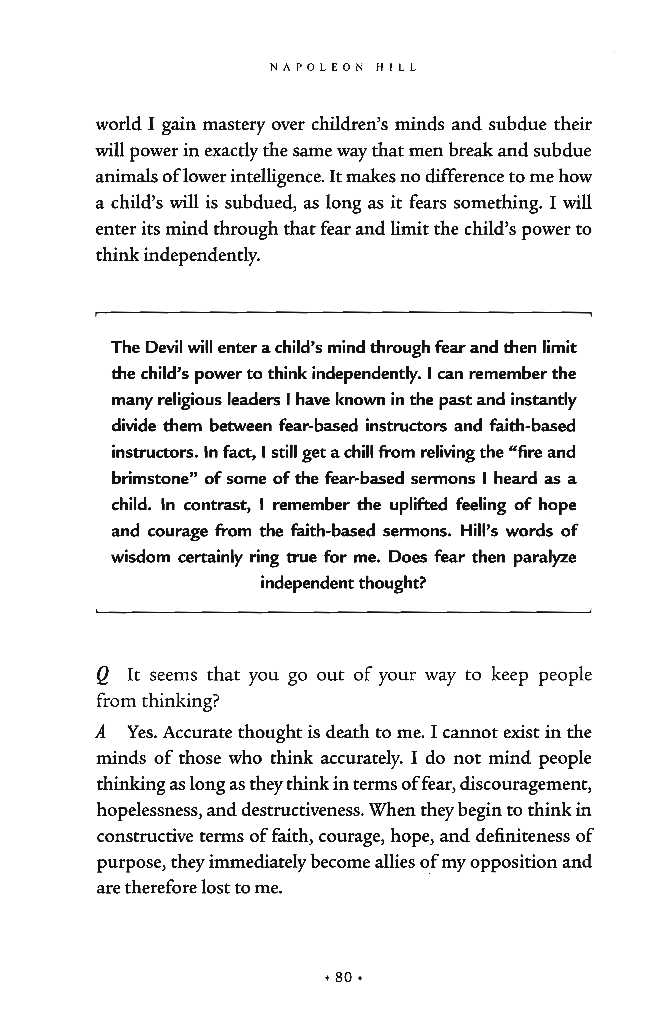 NAPOLEON HILL
world I gain mastery over children's minds and subdue their
will power in exactly the same way that men break and subdue
animals of lower intelligence. It makes no difference to me how
a child's will is subdued, as long as it fears something. I will
enter its mind through that fear and limit the child's power to
think independently.
The Devil will enter a child's mind through fear and then limit
the child's power to think independently. I can remember the
many religious leaders I have known in the past and instantly
divide them between fear-based instructors and faith-based
instructors. In fact, I still get a chill from reliving the "fire and
brimstone" of some of the fear-based sermons I heard as a
child. In contrast, I remember the uplifted feeling of hope
and courage from the faith-based sermons. Hill's words of
wisdom certainly ring true for me. Does fear then paralyze
independent thought?
Q It seems that you go out of your way to keep people
from thinking?
A Yes. Accurate thought is death to me. I cannot exist in the
minds of those who think accurately. I do not mind people
thinking as long as they think in terms of fear, discouragement,
hopelessness, and destructiveness. When they begin to think in
constructive terms of faith, courage, hope, and definiteness of
purpose, they immediately become allies of my opposition and
are therefore lost to me.
• 80 •